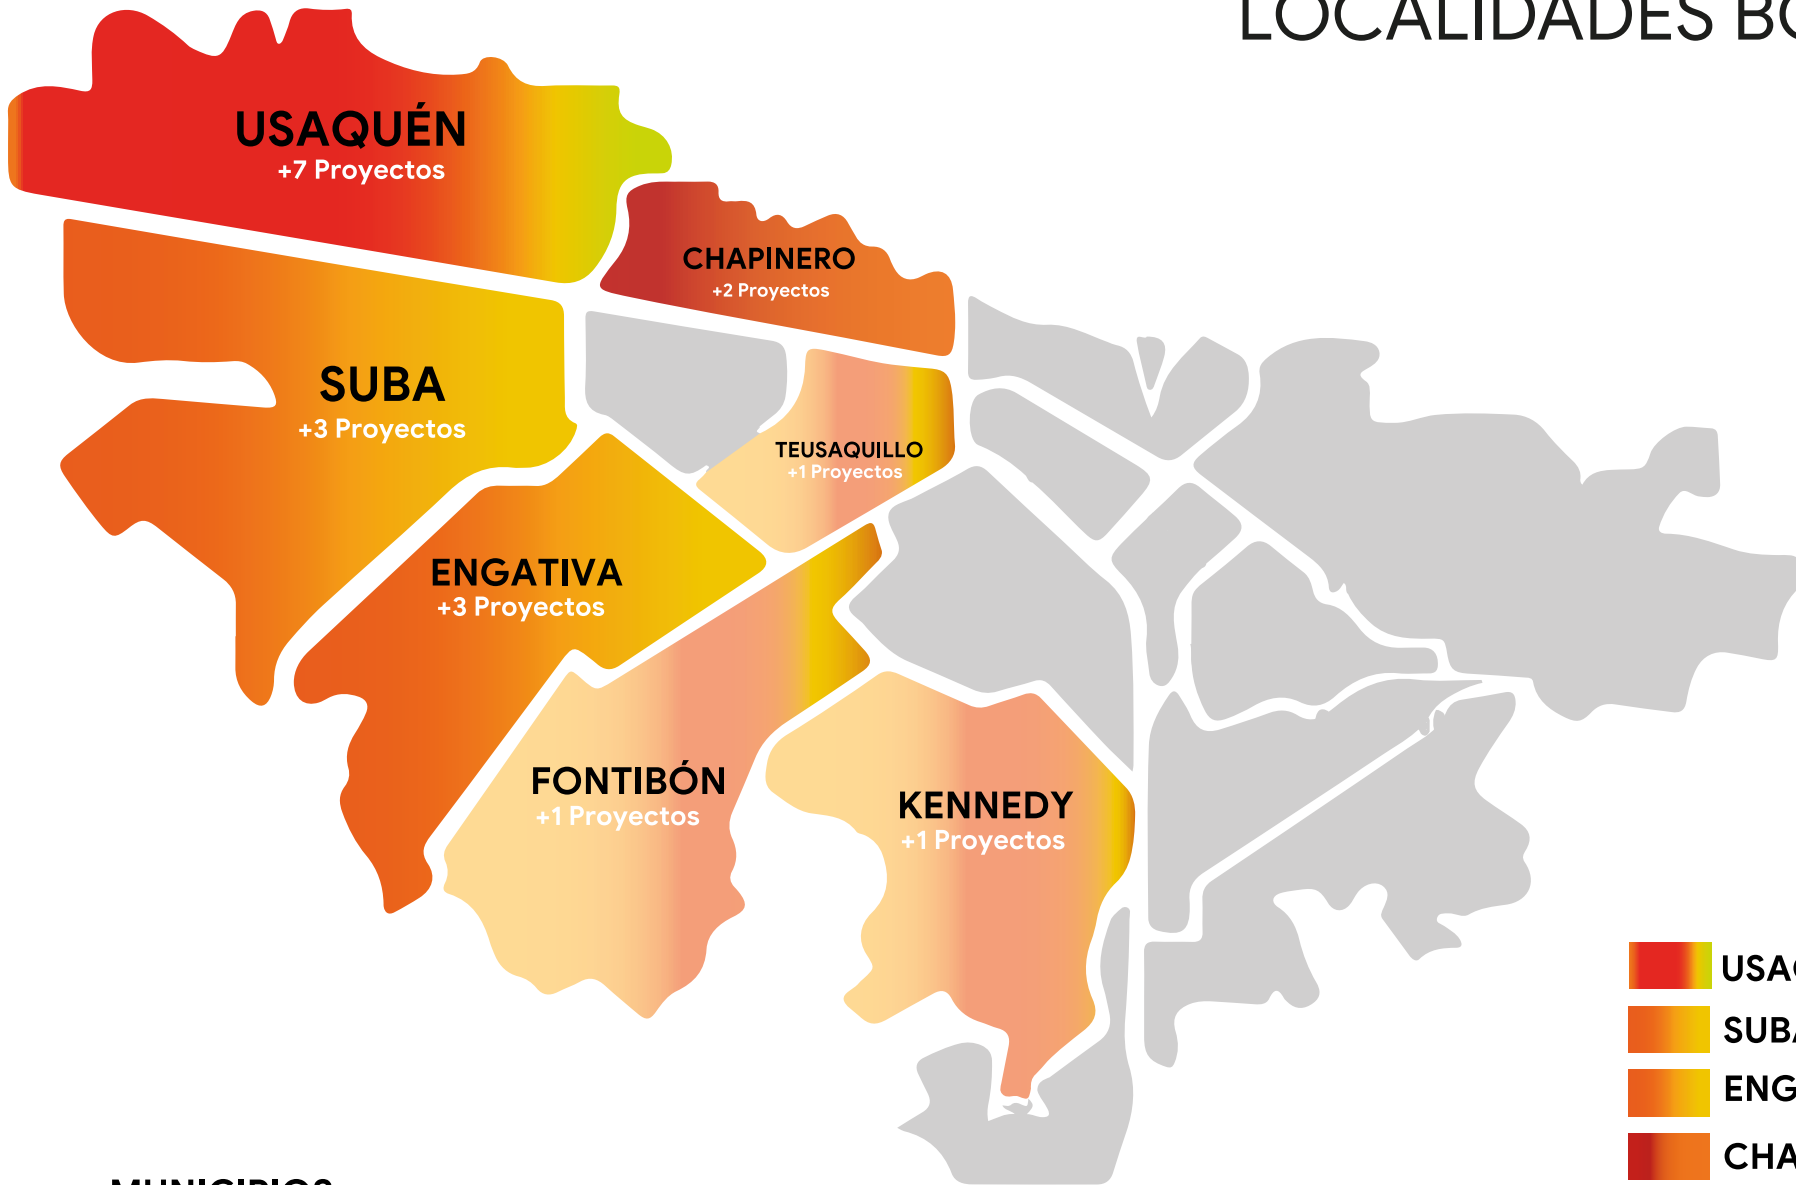 LOCALIDADES
USAQUÉN
+7 Proyectos
CHAPINERO
+2 Proyectos
SUBA
+3 Proyectos
TEUSAQUILLO
+1 Proyectos
ENGATIVA
+3 Proyectos
FONTIBÓN
+1 Proyectos
KENNEDY
+1 Proyectos
MUNICIPIOS